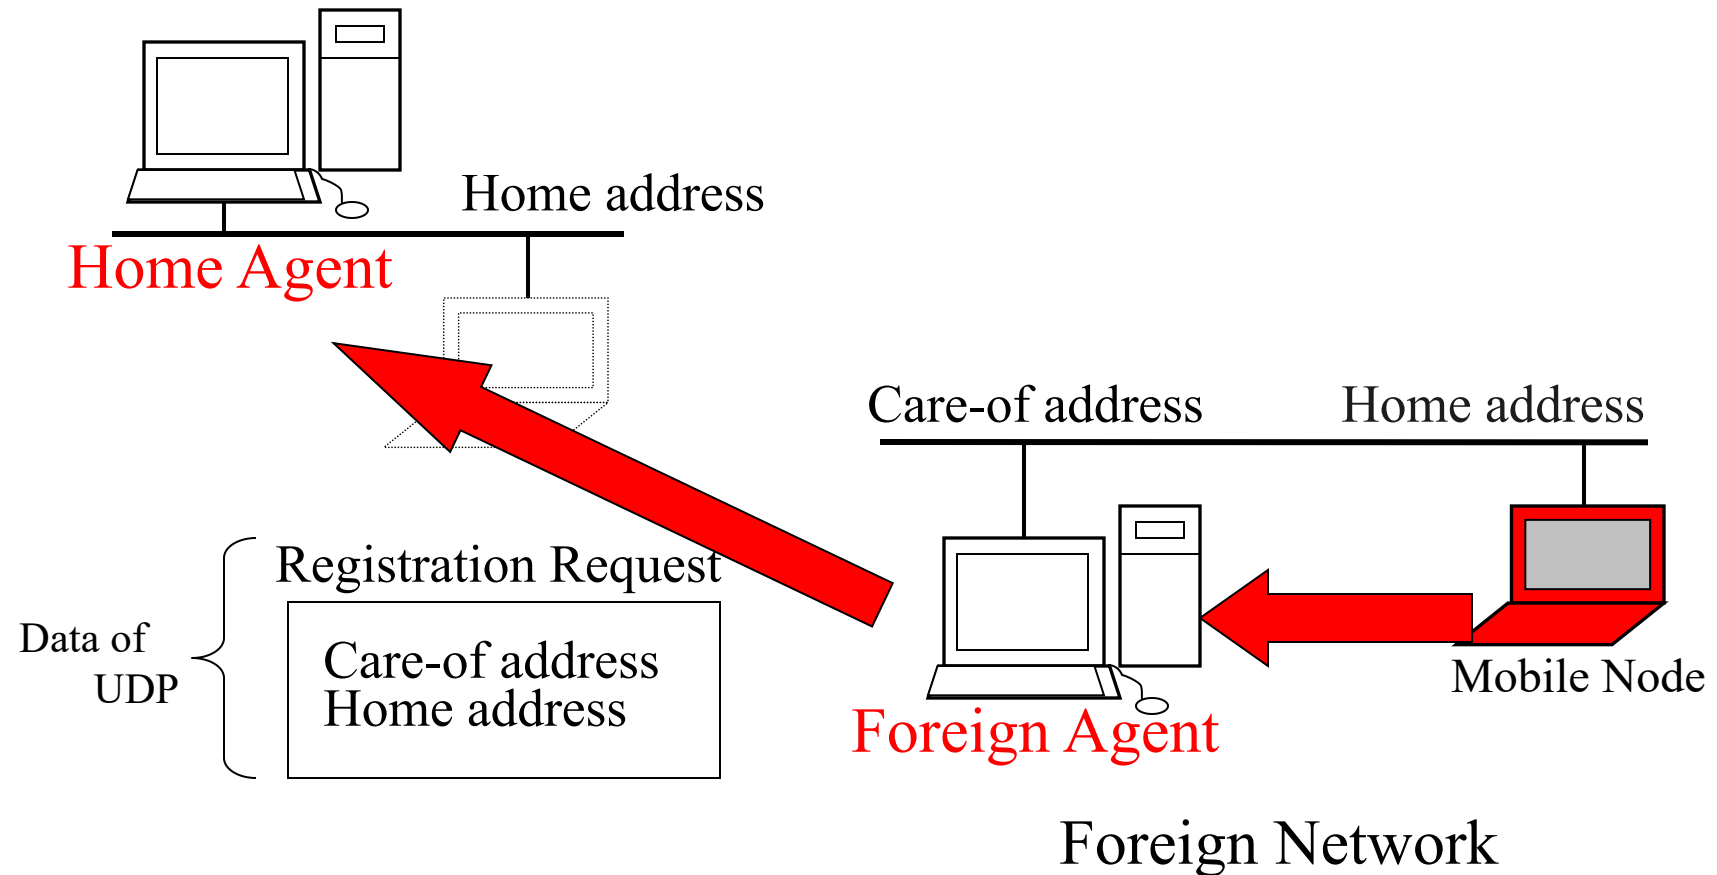 Home address
Home Agent
Care-of address
Home address
Registration Request
Data of
UDP
Care-of address
Home address
Mobile Node
Foreign Agent
Foreign Network